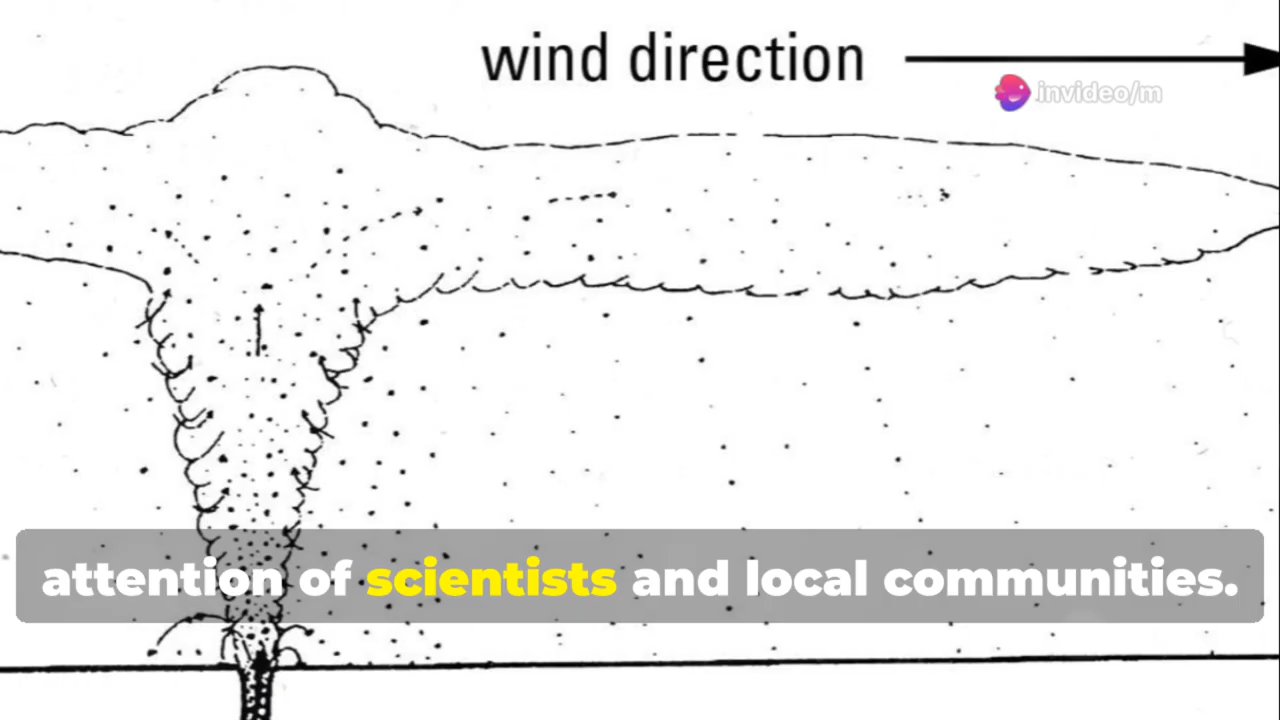 wind direction
invideo/m
attention of scientists and local communities.